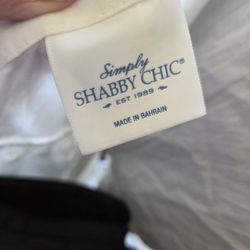 Simply
SHABBY CHIC®
EST 1989
MADE IN BAHRAIN